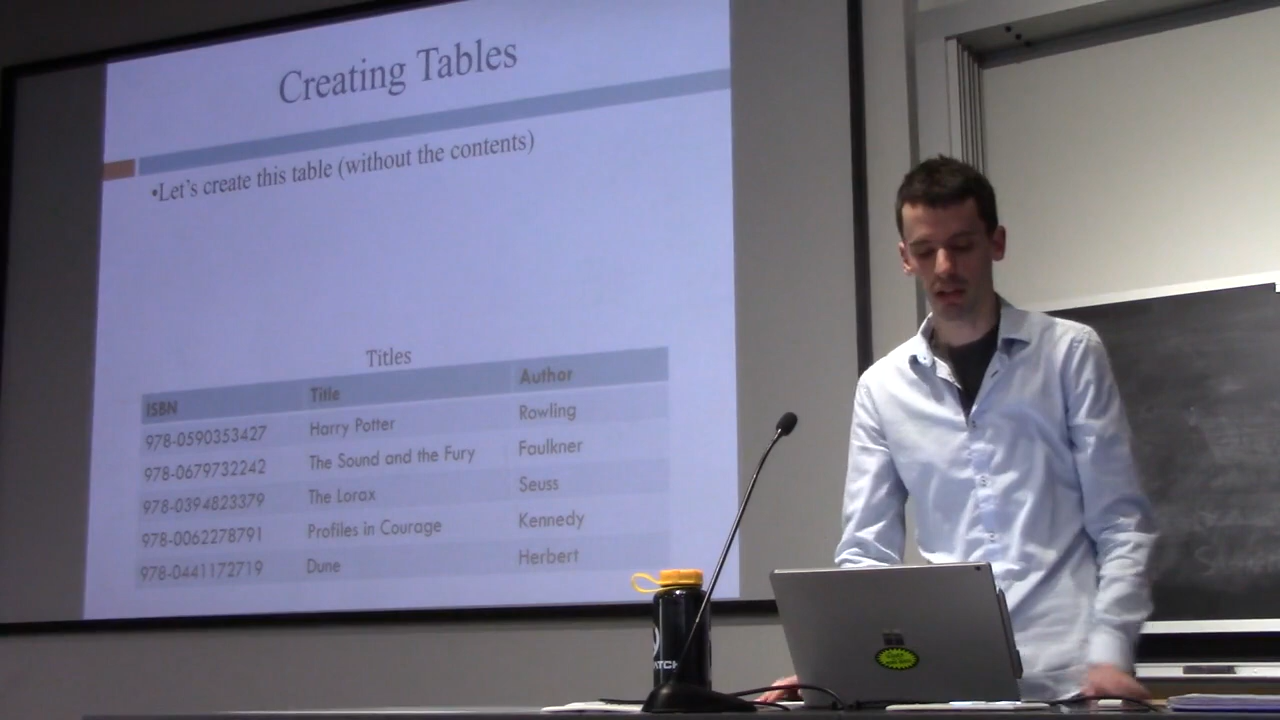 Creating Tables
•Let's create this table (without the contents)
Titles
ISBN Title Author
978-0590353427 Harry Potter Rowling
978-0679732242 The Sound and the Fury Faulkner
978-0394823379 The Lorax Seuss
978-0062278791 Profiles in Courage Kennedy
978-0441172719 Dune Herbert
ATCH